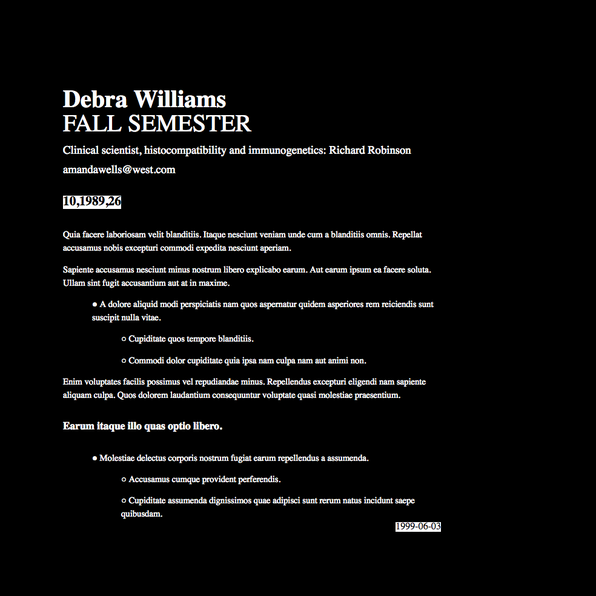 Debra Williams
FALL SEMESTER
Clinical scientist, histocompatibility and immunogenetics: Richard Robinson
amandawells@west.com
10,1989,26
Quia facere laboriosam velit blanditiis. Itaque nesciunt veniam unde cum a blanditiis omnis. Repellat
accusamus nobis excepturi commodi expedita nesciunt aperiam.
Sapiente accusamus nesciunt minus nostrum libero explicabo earum. Aut earum ipsum ea facere soluta.
Ullam sint fugit accusantium aut at in maxime.
● A dolore aliquid modi perspiciatis nam quos aspernatur quidem asperiores rem reiciendis sunt
suscipit nulla vitae.
○ Cupiditate quos tempore blanditiis.
○ Commodi dolor cupiditate quia ipsa nam culpa nam aut animi non.
Enim voluptates facilis possimus vel repudiandae minus. Repellendus excepturi eligendi nam sapiente
aliquam culpa. Quos dolorem laudantium consequuntur voluptate quasi molestiae praesentium.
Earum itaque illo quas optio libero.
● Molestiae delectus corporis nostrum fugiat earum repellendus a assumenda.
○ Accusamus cumque provident perferendis.
○ Cupiditate assumenda dignissimos quae adipisci sunt rerum natus incidunt saepe
quibusdam.
1999-06-03